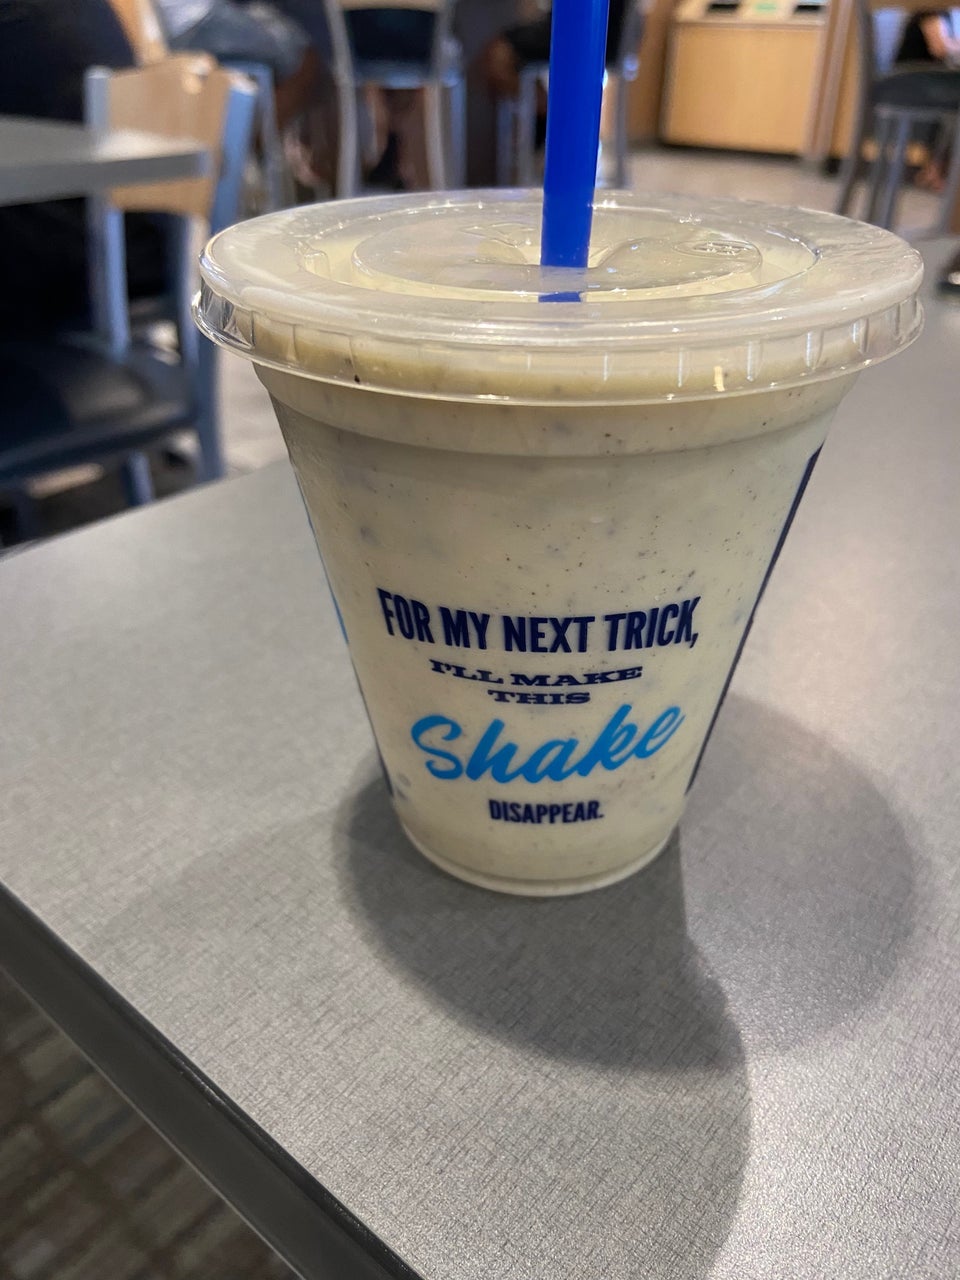 FOR MY NEXT TRICK,
I'LL MAKE
THIS
Shake
DISAPPEAR.